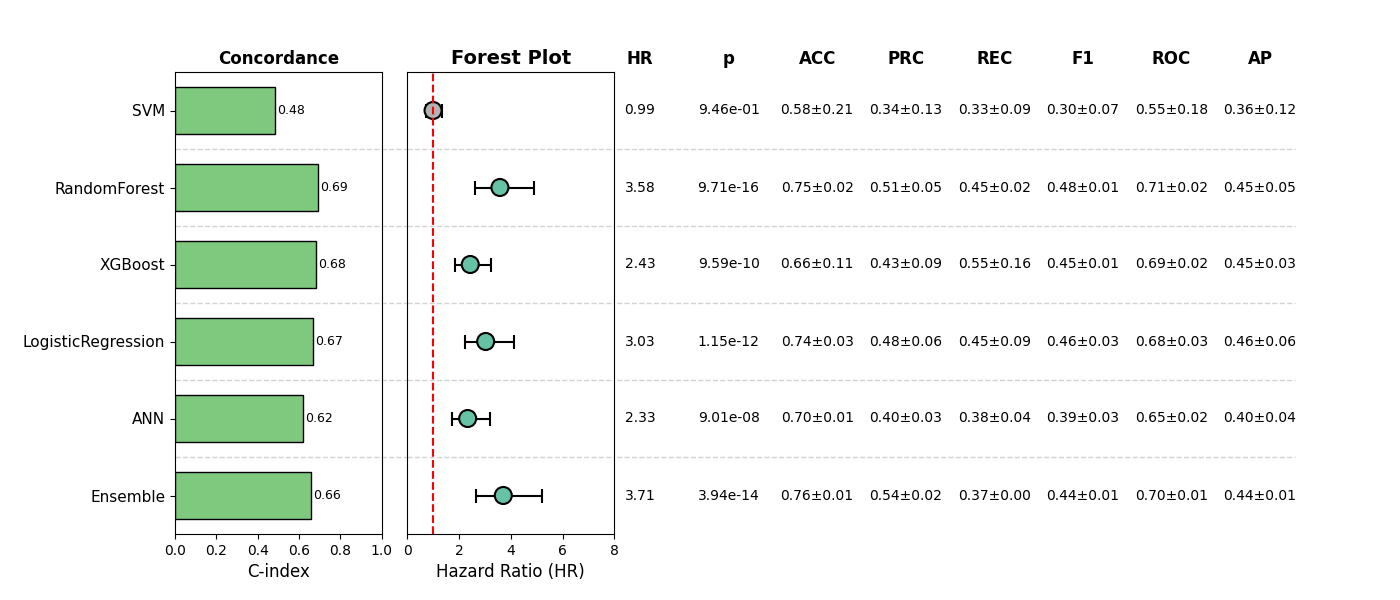 Concordance Forest Plot HR p ACC PRC REC F1 ROC AP
SVM 0.48 0.99 9.46e-01 0.58±0.21 0.34±0.13 0.33±0.09 0.30±0.07 0.55±0.18 0.36±0.12
RandomForest 0.69 3.58 9.71e-16 0.75±0.02 0.51±0.05 0.45±0.02 0.48±0.01 0.71±0.02 0.45±0.05
XGBoost 0.68 2.43 9.59e-10 0.66±0.11 0.43±0.09 0.55±0.16 0.45±0.01 0.69±0.02 0.45±0.03
LogisticRegression 0.67 3.03 1.15e-12 0.74±0.03 0.48±0.06 0.45±0.09 0.46±0.03 0.68±0.03 0.46±0.06
ANN 0.62 2.33 9.01e-08 0.70±0.01 0.40±0.03 0.38±0.04 0.39±0.03 0.65±0.02 0.40±0.04
Ensemble 0.66 3.71 3.94e-14 0.76±0.01 0.54±0.02 0.37±0.00 0.44±0.01 0.70±0.01 0.44±0.01
0.0 0.2 0.4 0.6 0.8 1.0 0 2 4 6 8
C-index Hazard Ratio (HR)